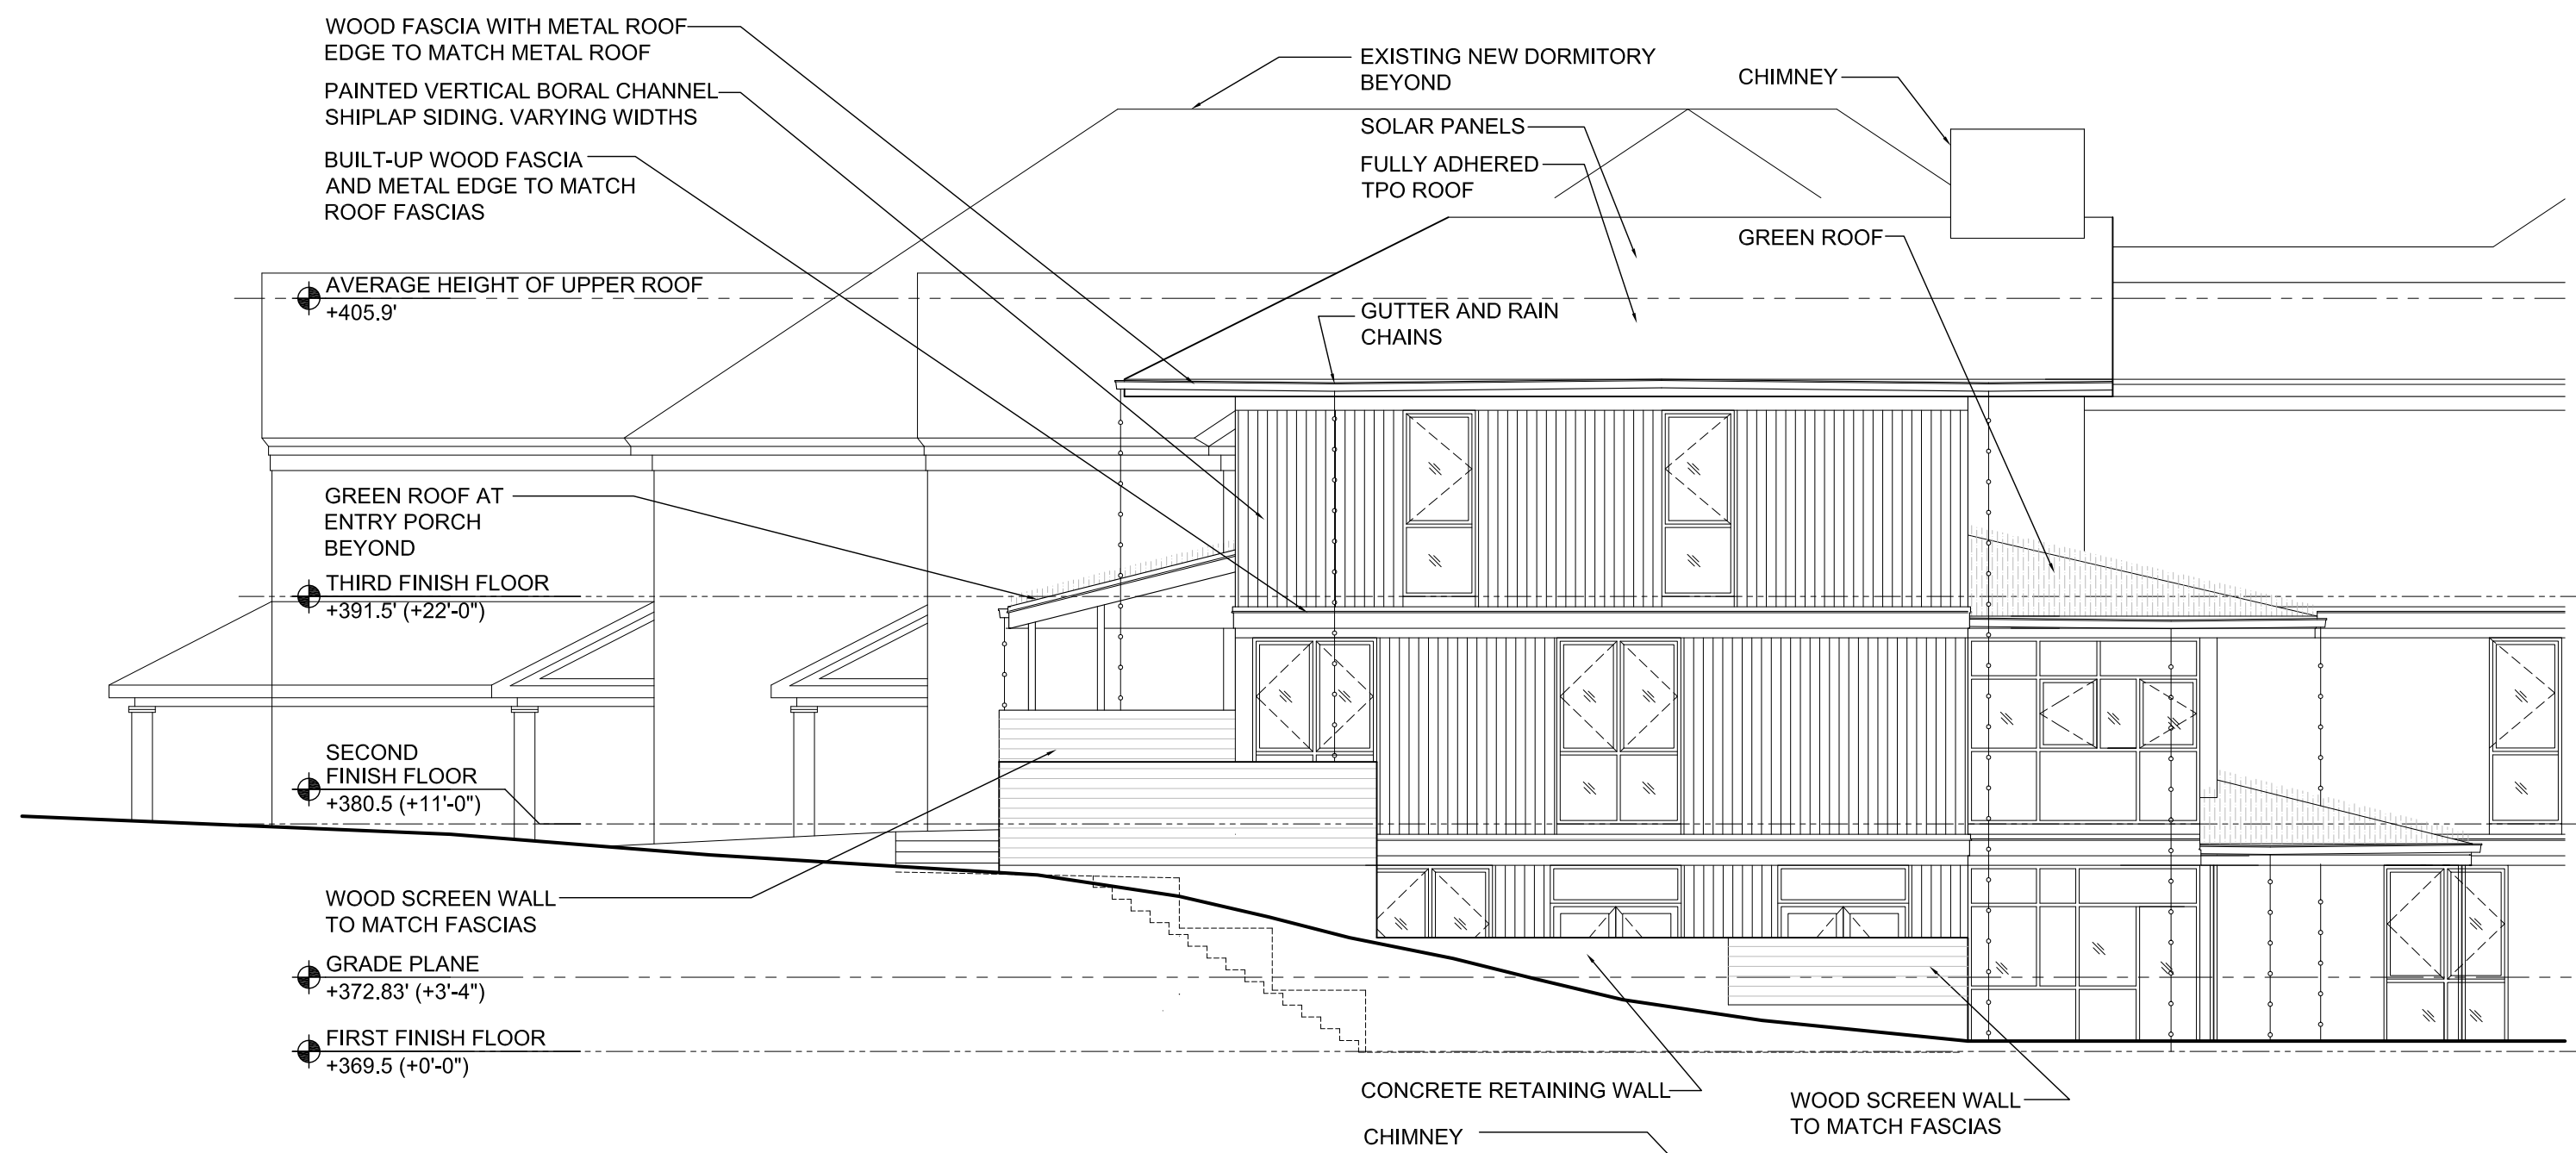 WOOD FASCIA WITH METAL ROOF
EDGE TO MATCH METAL ROOF
PAINTED VERTICAL BORAL CHANNEL
SHIPLAP SIDING. VARYING WIDTHS
BUILT-UP WOOD FASCIA
AND METAL EDGE TO MATCH
ROOF FASCIAS
EXISTING NEW DORMITORY
BEYOND
CHIMNEY
SOLAR PANELS
FULLY ADHERED
TPO ROOF
GREEN ROOF
AVERAGE HEIGHT OF UPPER ROOF
+405.9'
GUTTER AND RAIN
CHAINS
GREEN ROOF AT
ENTRY PORCH
BEYOND
THIRD FINISH FLOOR
+391.5' (+22'-0")
SECOND
FINISH FLOOR
+380.5 (+11'-0")
WOOD SCREEN WALL
TO MATCH FASCIAS
GRADE PLANE
+372.83' (+3'-4")
FIRST FINISH FLOOR
+369.5 (+0'-0")
CONCRETE RETAINING WALL
WOOD SCREEN WALL
TO MATCH FASCIAS
CHIMNEY